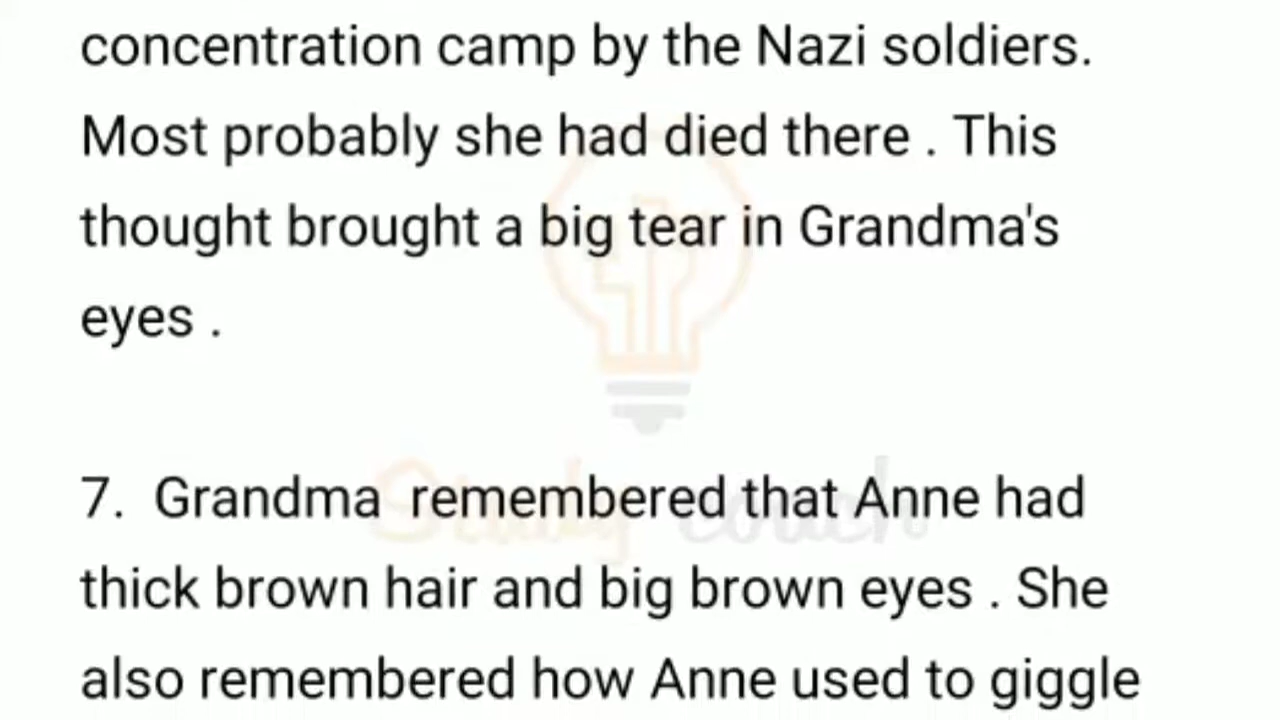 concentration camp by the Nazi soldiers.
Most probably she had died there . This
thought brought a big tear in Grandma's
eyes .
7. Grandma remembered that Anne had
Study coach
thick brown hair and big brown eyes . She
also remembered how Anne used to giggle